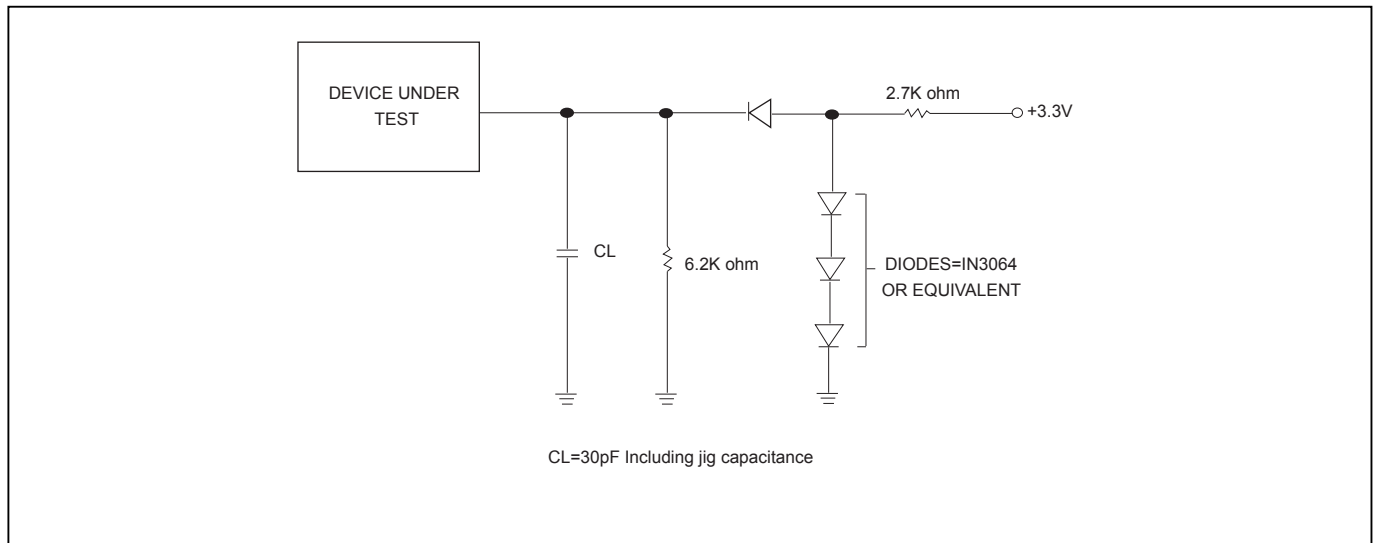 DEVICE UNDER
TEST
2.7K ohm
+3.3V
CL
6.2K ohm
DIODES=IN3064
OR EQUIVALENT
CL=30pF Including jig capacitance